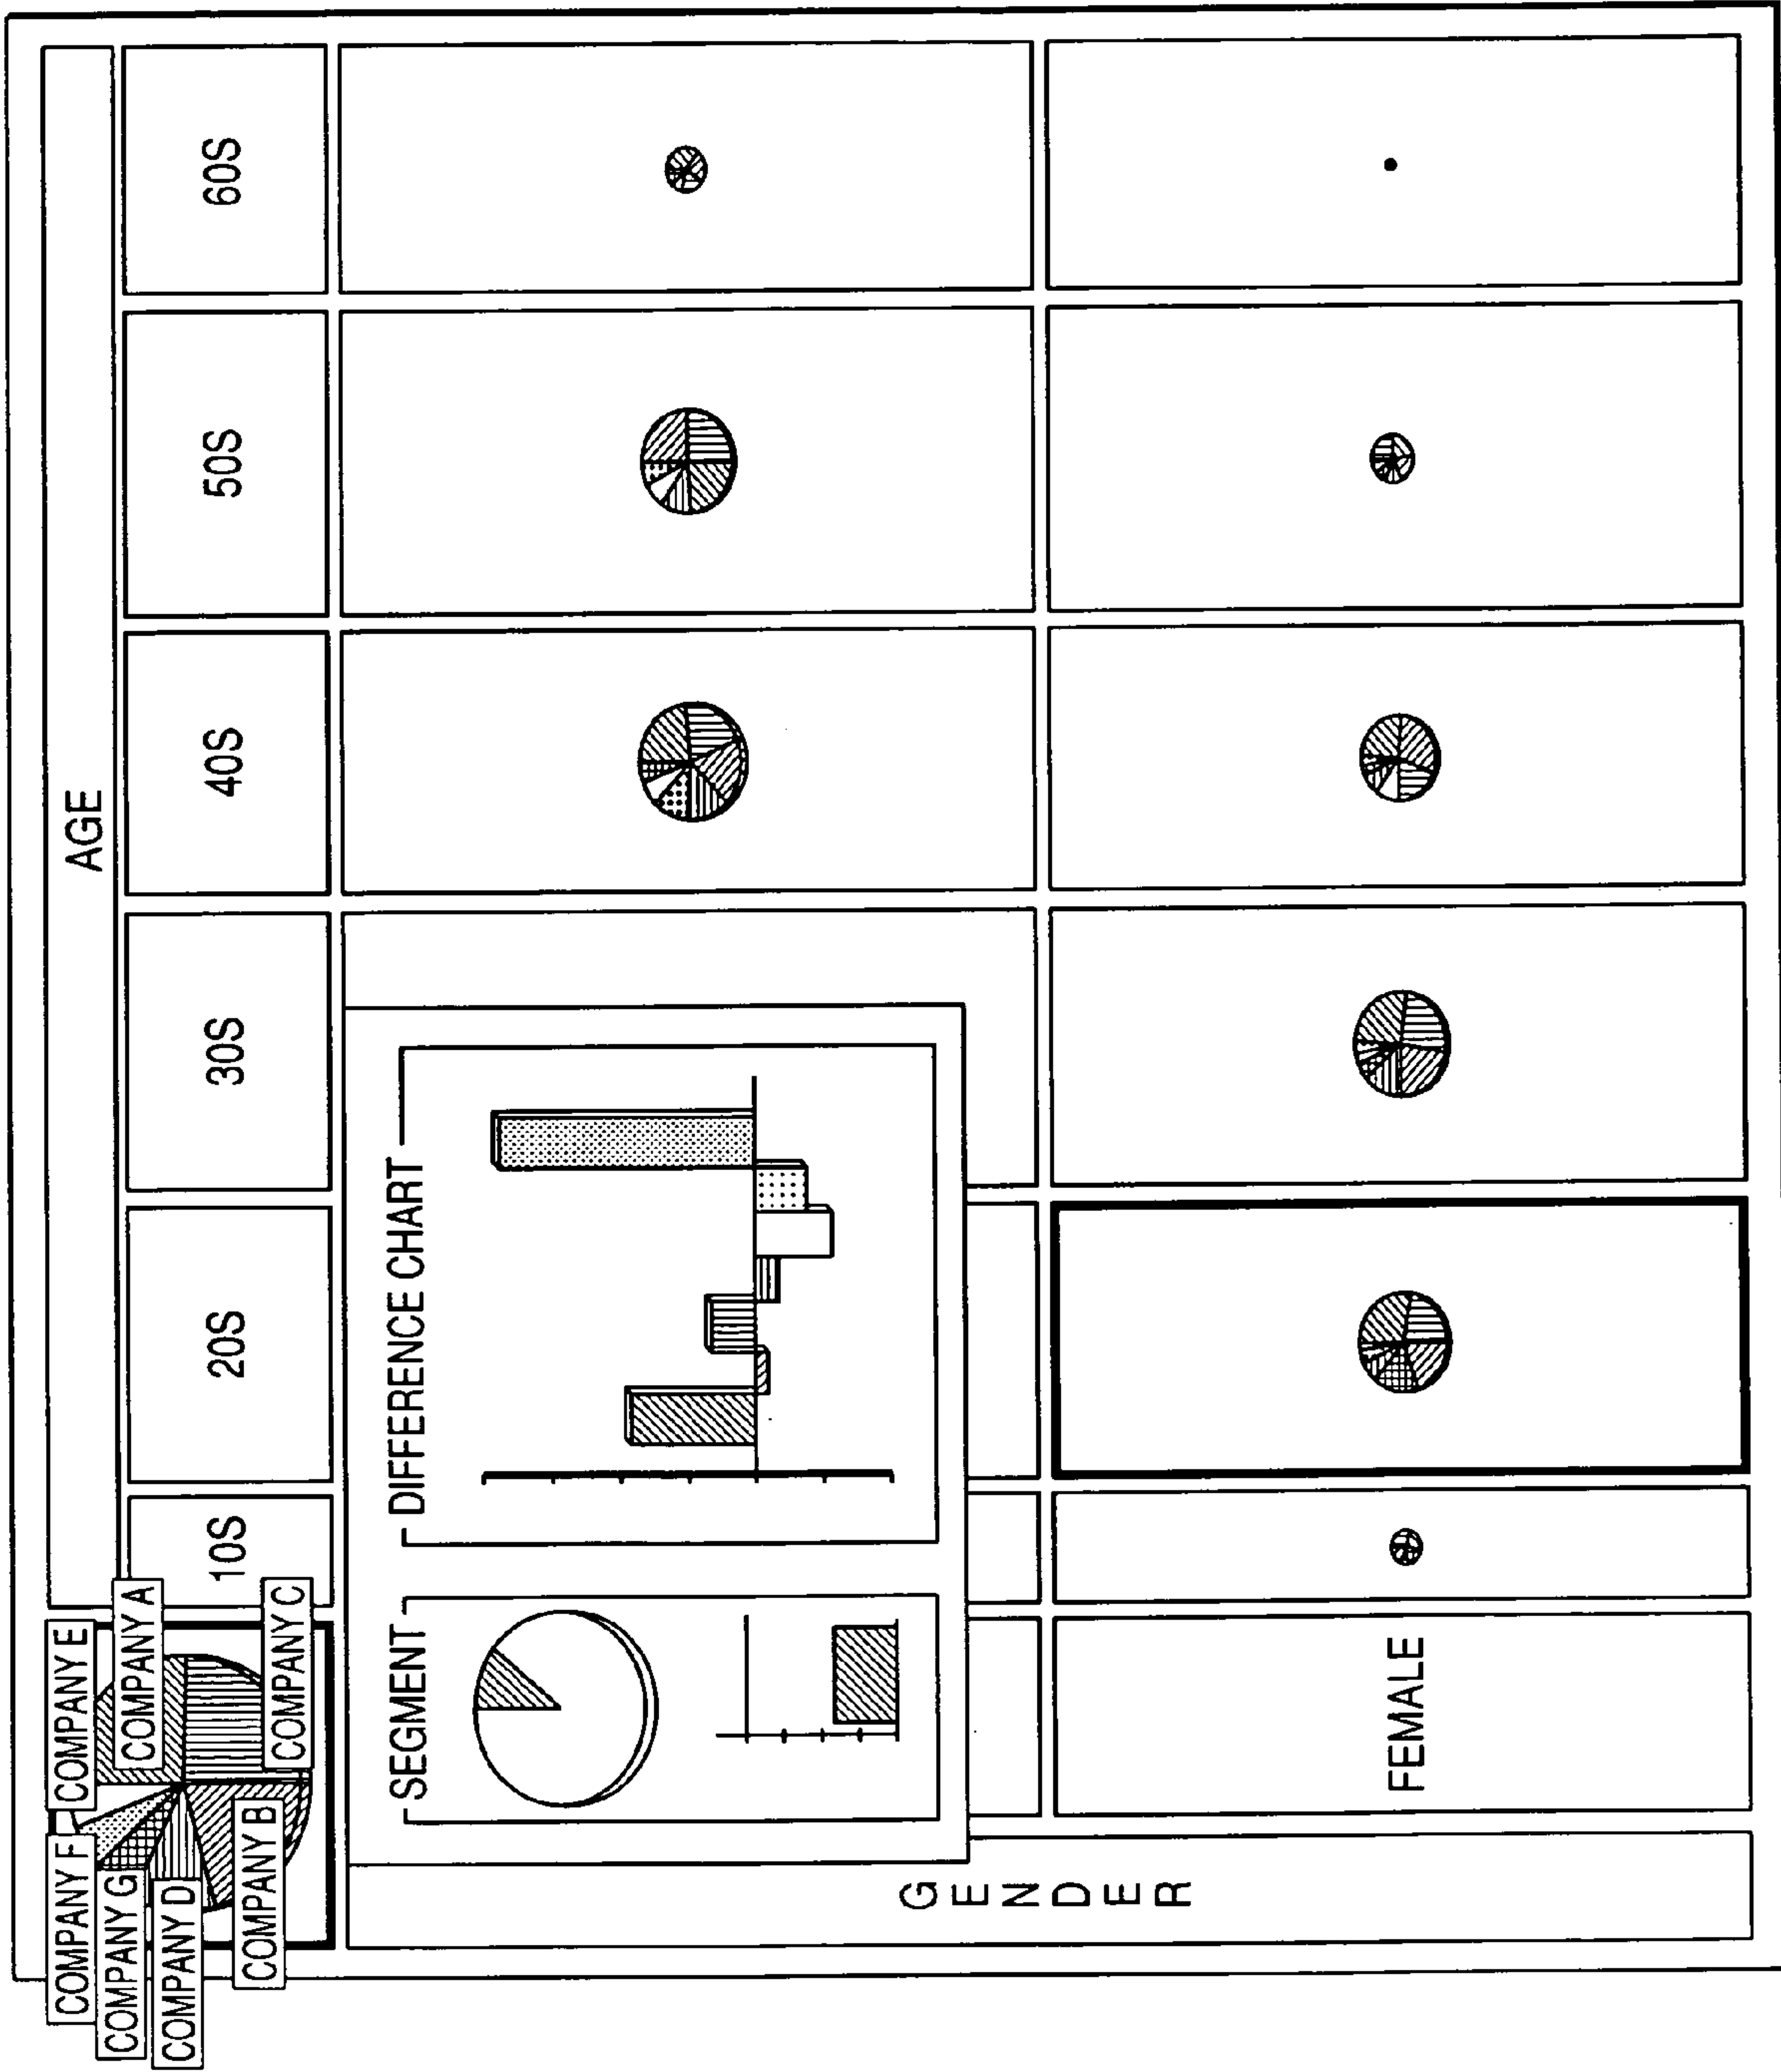 COMPANY F
COMPANY E
COMPANY G
COMPANY A
COMPANY D
COMPANY B
COMPANY C
AGE
10S
20S
30S
40S
50S
60S
SEGMENT
DIFFERENCE CHART
GENDER
FEMALE